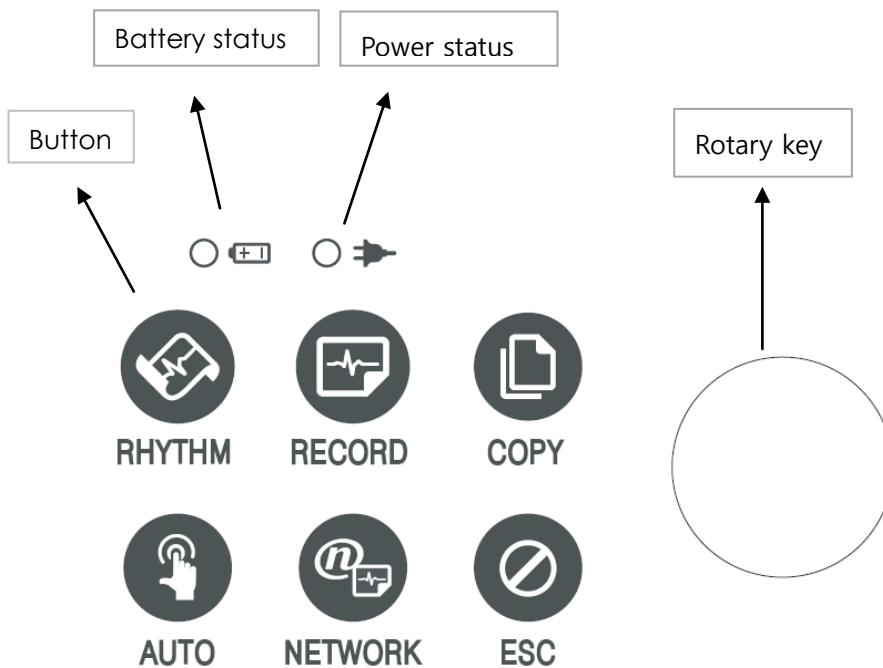 Battery status
Power status
Button
Rotary key
RHYTHM
RECORD
COPY
AUTO
NETWORK
ESC